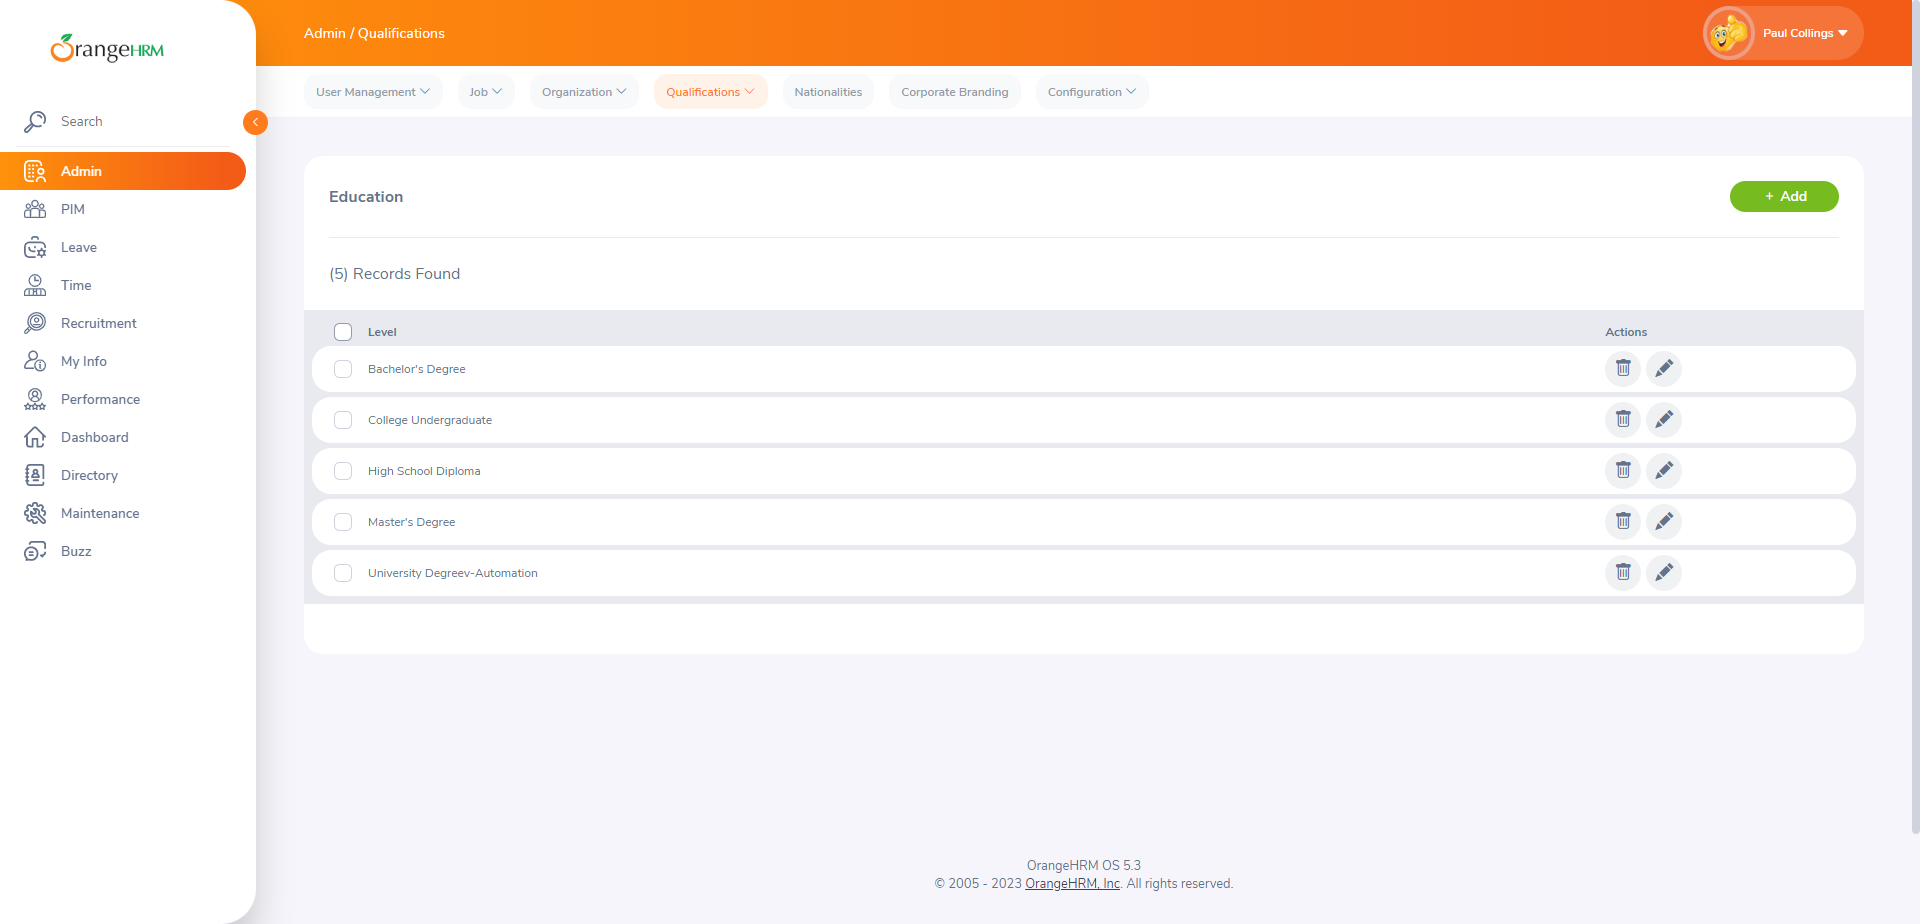 OrangeHRM
Search
Admin
PIM
Leave
Time
Recruitment
My Info
Performance
Dashboard
Directory
Maintenance
Buzz
Admin / Qualifications
Paul Collings
User Management
Job
Organization
Qualifications
Nationalities
Corporate Branding
Configuration
Education
+ Add
(5) Records Found
Level
Actions
Bachelor's Degree
College Undergraduate
High School Diploma
Master's Degree
University Degreev-Automation
OrangeHRM OS 5.3
© 2005 - 2023 OrangeHRM, Inc. All rights reserved.